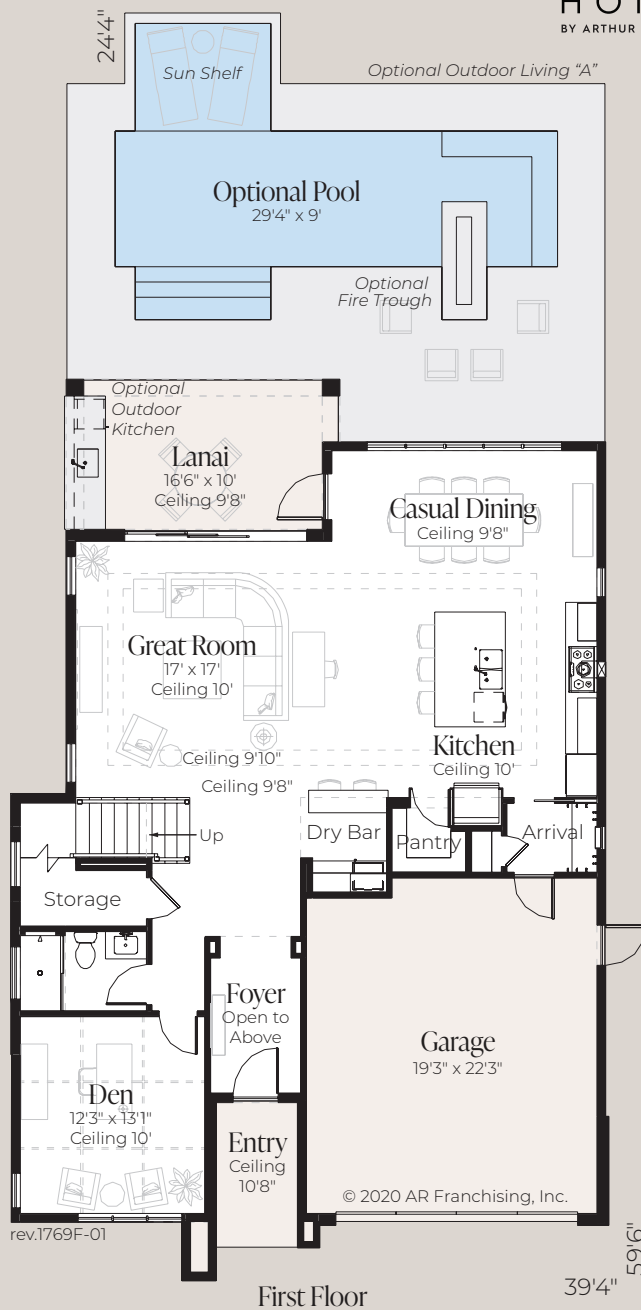 HO
BY ARTHUR
24'4"
Sun Shelf
Optional Outdoor Living “A”
Optional Pool
29'4" x 9'
Optional
Fire Trough
Optional
Outdoor
Kitchen
Lanai
16'6" x 10'
Ceiling 9'8"
Casual Dining
Ceiling 9'8"
Great Room
17' x 17'
Ceiling 10'
Ceiling 9'10"
Ceiling 9'8"
Kitchen
Ceiling 10'
Up
Dry Bar
Pantry
Arrival
Storage
Foyer
Open to
Above
Garage
19'3" x 22'3"
Den
12'3" x 13'1"
Ceiling 10'
Entry
Ceiling
10'8"
© 2020 AR Franchising, Inc.
rev.1769F-01
First Floor
39'4"
59'6"